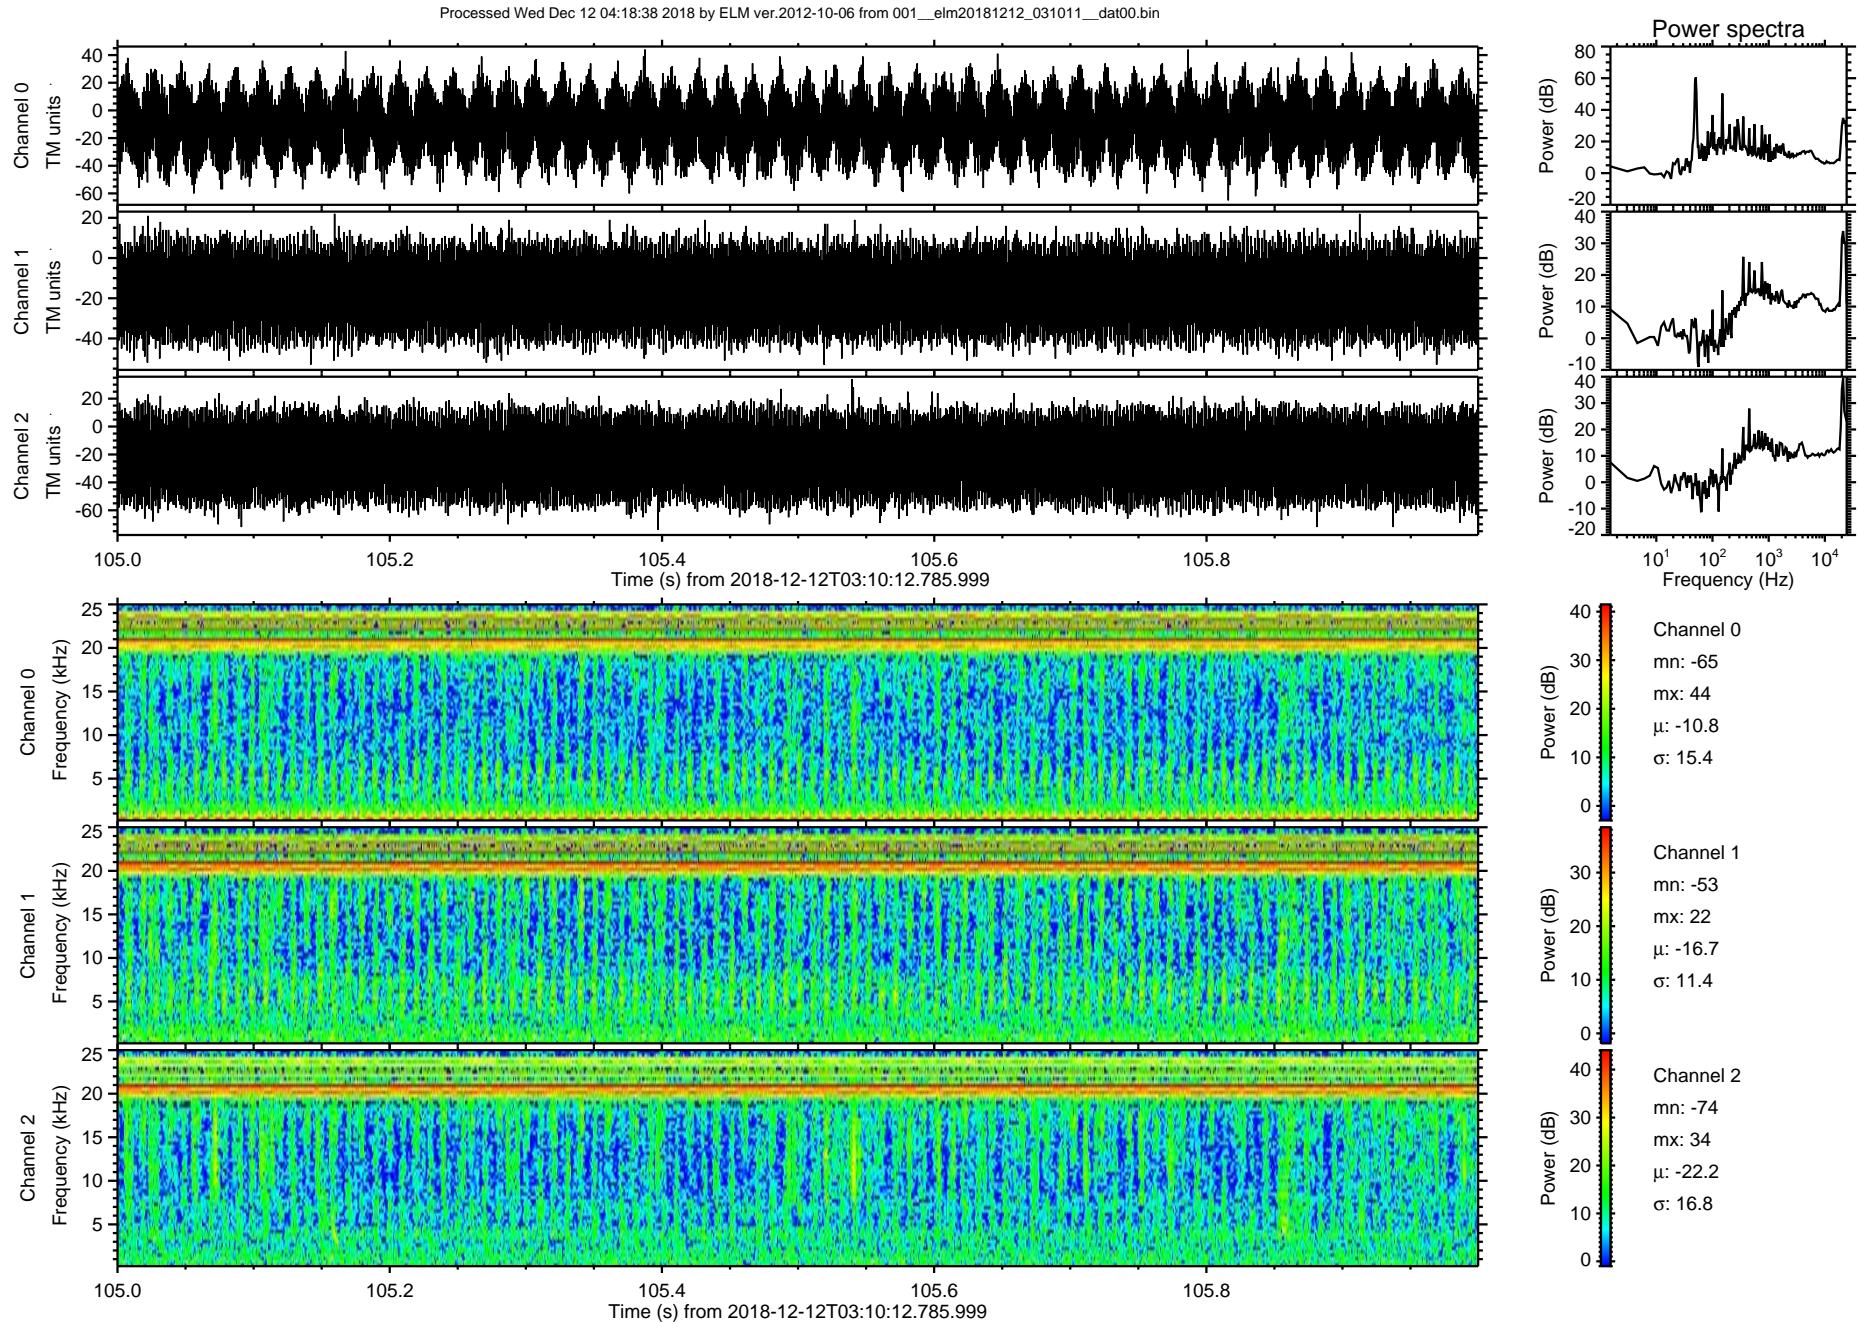 Processed Wed Dec 12 04:18:38 2018 by ELM ver.2012-10-06 from 001__elm20181212_031011__dat00.bin
Power spectra
Channel 0
TM units
40
20
0
-20
-40
-60
Power (dB)
80
60
40
20
0
-20
Channel 1
TM units
20
0
-20
-40
Power (dB)
40
30
20
10
0
-10
Channel 2
TM units
20
0
-20
-40
-60
Power (dB)
40
30
20
10
0
-10
-20
105.0 105.2 105.4 105.6 105.8
Time (s) from 2018-12-12T03:10:12.785.999
10¹ 10² 10³ 10⁴
Frequency (Hz)
Channel 0
Frequency (kHz)
25
20
15
10
5
Power (dB)
40
30
20
10
0
Channel 0
mn: -65
mx: 44
μ: -10.8
σ: 15.4
Channel 1
Frequency (kHz)
25
20
15
10
5
Power (dB)
30
20
10
0
Channel 1
mn: -53
mx: 22
μ: -16.7
σ: 11.4
Channel 2
Frequency (kHz)
25
20
15
10
5
Power (dB)
40
30
20
10
0
Channel 2
mn: -74
mx: 34
μ: -22.2
σ: 16.8
105.0 105.2 105.4 105.6 105.8
Time (s) from 2018-12-12T03:10:12.785.999